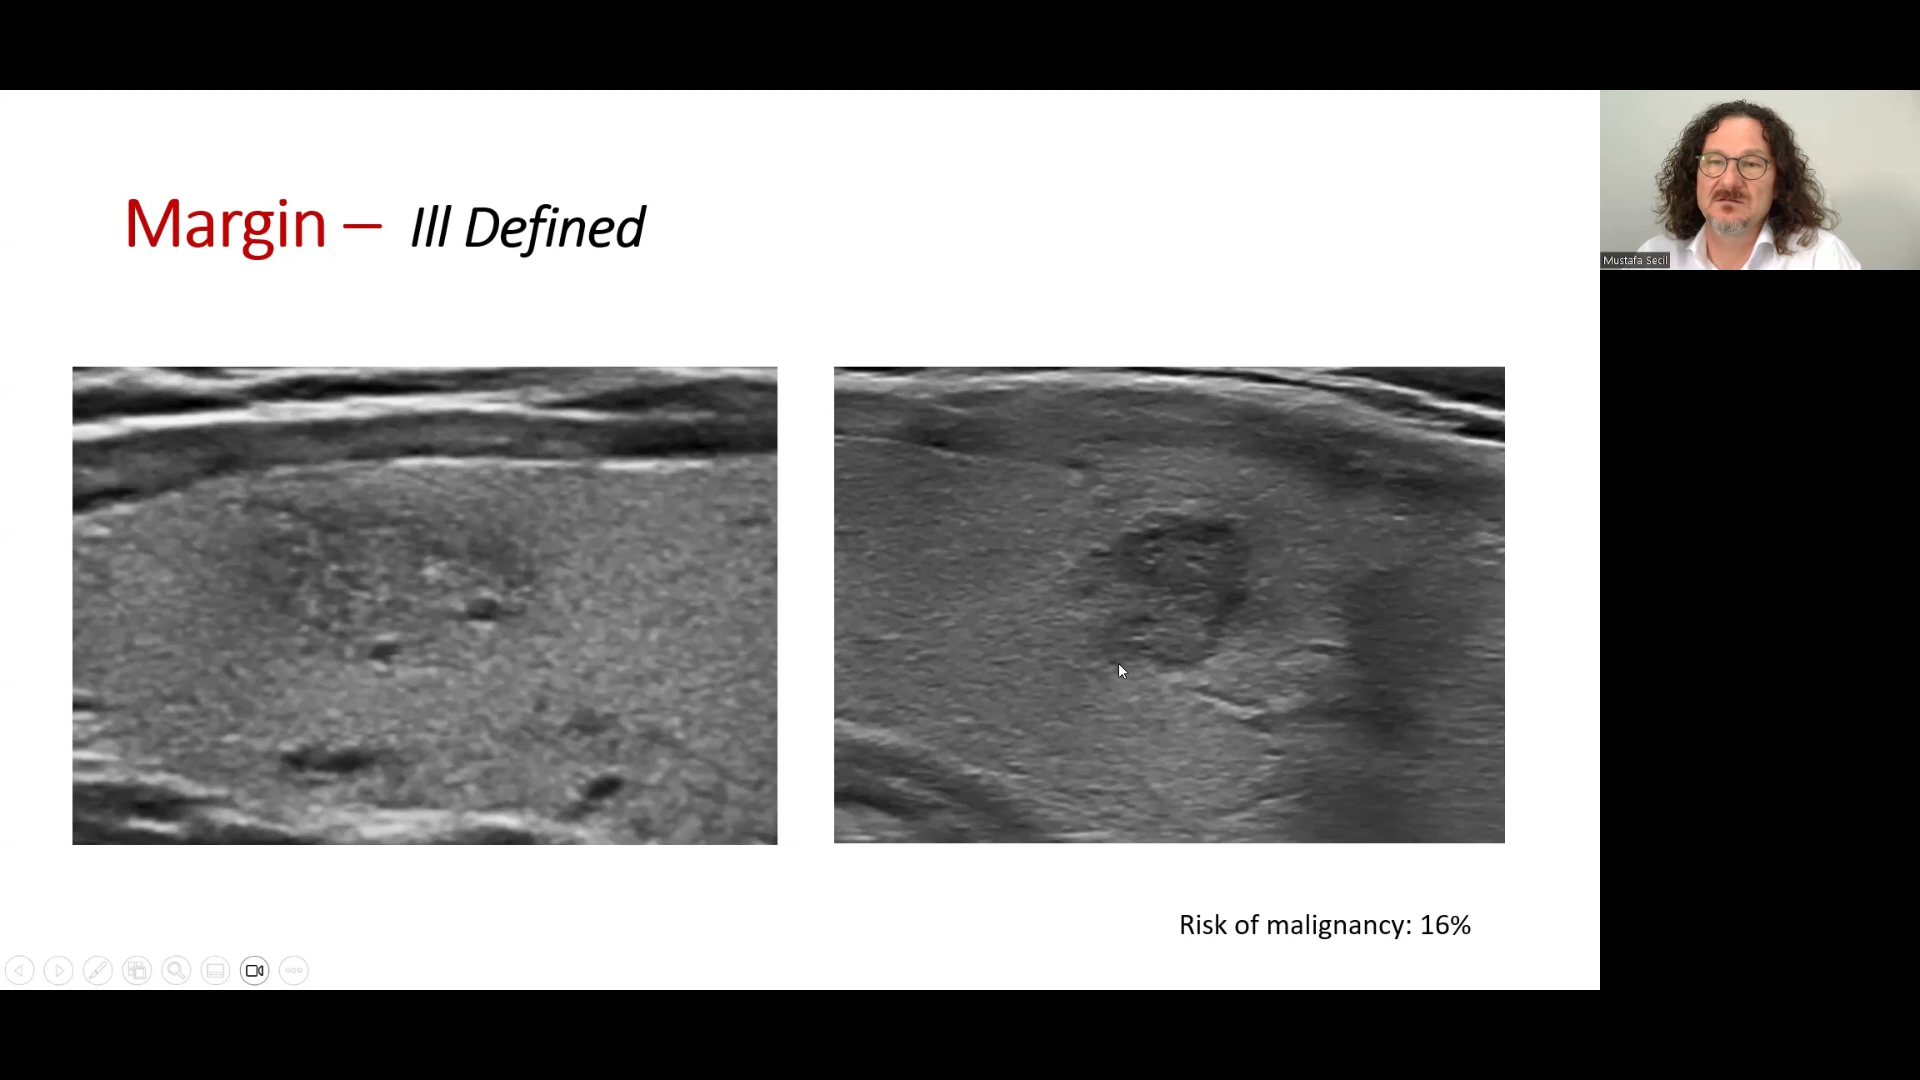 Margin – Ill Defined
Mustafa Secil
Risk of malignancy: 16%